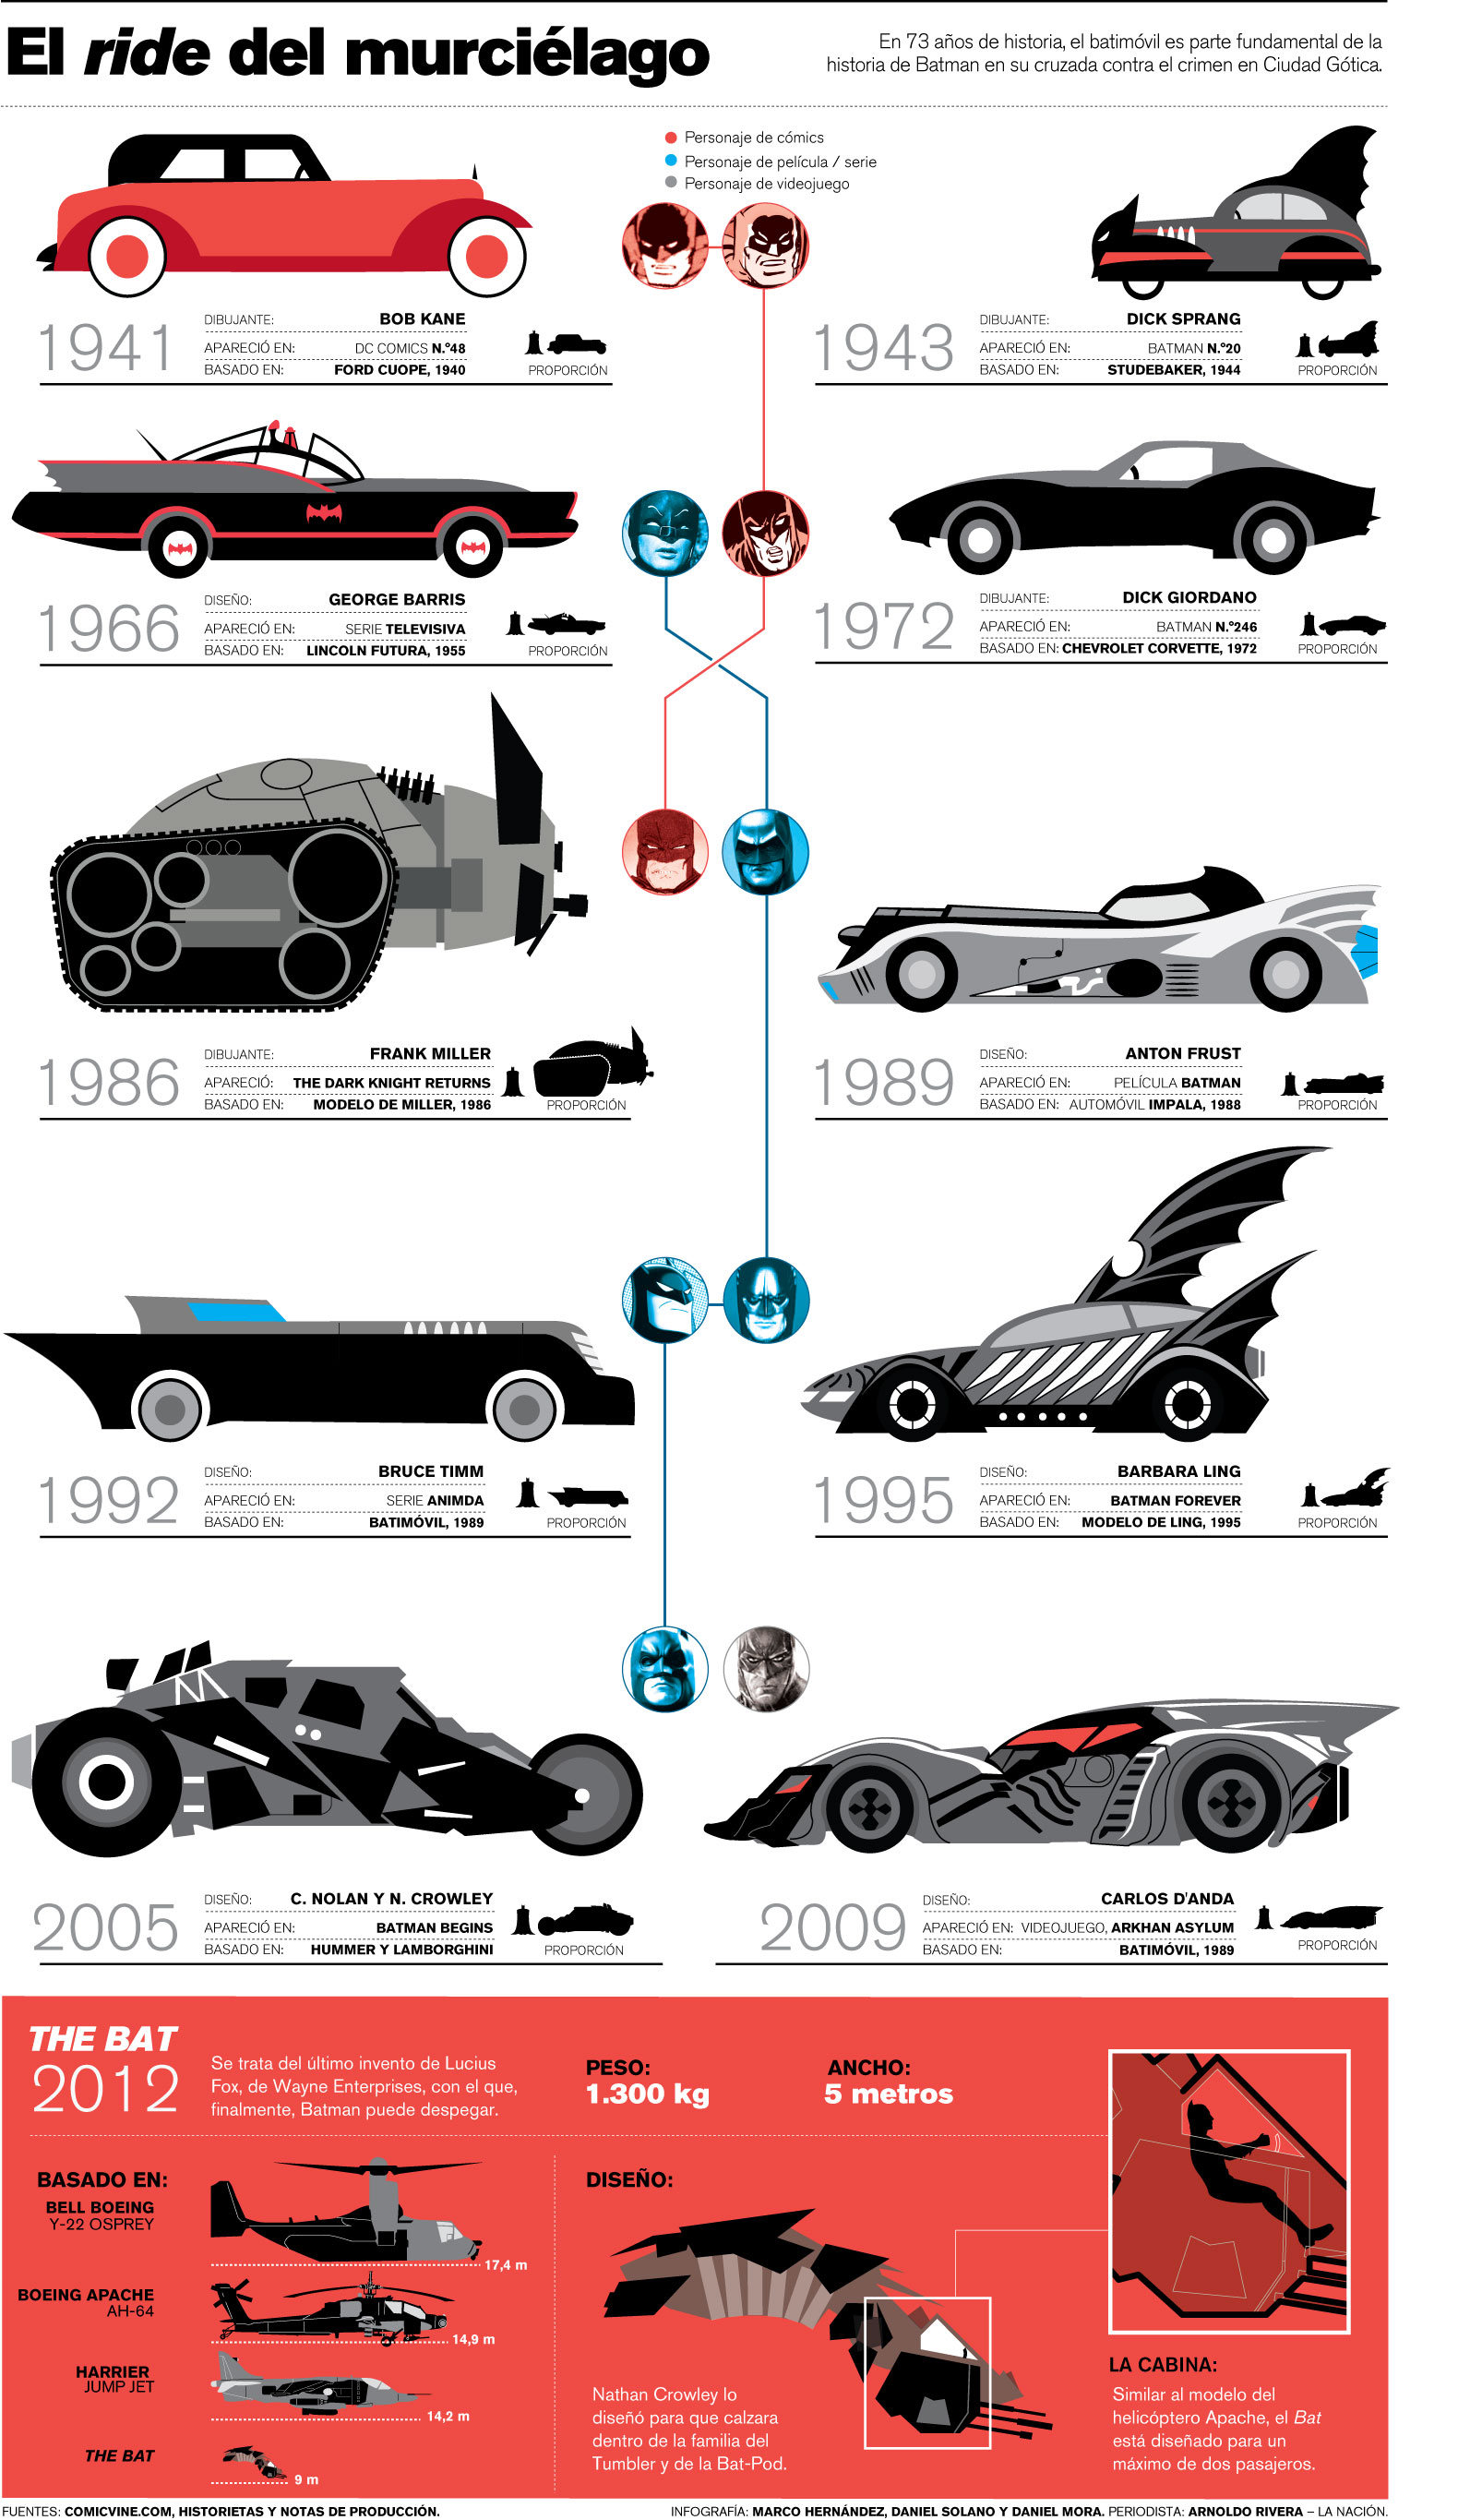 El ride del murciélago
En 73 años de historia, el batimóvil es parte fundamental de la
historia de Batman en su cruzada contra el crimen en Ciudad Gótica.
Personaje de cómics
Personaje de película / serie
Personaje de videojuego
1941
DIBUJANTE: BOB KANE
APARECIÓ EN: DC COMICS N.º48
BASADO EN: FORD CUOPE, 1940
PROPORCIÓN
1943
DIBUJANTE: DICK SPRANG
APARECIÓ EN: BATMAN N.º20
BASADO EN: STUDEBAKER, 1944
PROPORCIÓN
1966
DISEÑO: GEORGE BARRIS
APARECIÓ EN: SERIE TELEVISIVA
BASADO EN: LINCOLN FUTURA, 1955
PROPORCIÓN
1972
DIBUJANTE: DICK GIORDANO
APARECIÓ EN: BATMAN N.º246
BASADO EN: CHEVROLET CORVETTE, 1972
PROPORCIÓN
1986
DIBUJANTE: FRANK MILLER
APARECIÓ: THE DARK KNIGHT RETURNS
BASADO EN: MODELO DE MILLER, 1986
PROPORCIÓN
1989
DISEÑO: ANTON FRUST
APARECIÓ EN: PELÍCULA BATMAN
BASADO EN: AUTOMÓVIL IMPALA, 1988
PROPORCIÓN
1992
DISEÑO: BRUCE TIMM
APARECIÓ EN: SERIE ANIMDA
BASADO EN: BATIMÓVIL, 1989
PROPORCIÓN
1995
DISEÑO: BARBARA LING
APARECIÓ EN: BATMAN FOREVER
BASADO EN: MODELO DE LING, 1995
PROPORCIÓN
2005
DISEÑO: C. NOLAN Y N. CROWLEY
APARECIÓ EN: BATMAN BEGINS
BASADO EN: HUMMER Y LAMBORGHINI
PROPORCIÓN
2009
DISEÑO: CARLOS D'ANDA
APARECIÓ EN: VIDEOJUEGO, ARKHAN ASYLUM
BASADO EN: BATIMÓVIL, 1989
PROPORCIÓN
THE BAT
2012
Se trata del último invento de Lucius
Fox, de Wayne Enterprises, con el que,
finalmente, Batman puede despegar.
PESO:
1.300 kg
ANCHO:
5 metros
BASADO EN:
BELL BOEING
Y-22 OSPREY
17,4 m
BOEING APACHE
AH-64
14,9 m
HARRIER
JUMP JET
14,2 m
THE BAT
9 m
DISEÑO:
Nathan Crowley lo
diseñó para que calzara
dentro de la familia del
Tumbler y de la Bat-Pod.
LA CABINA:
Similar al modelo del
helicóptero Apache, el Bat
está diseñado para un
máximo de dos pasajeros.
FUENTES: COMICVINE.COM, HISTORIETAS Y NOTAS DE PRODUCCIÓN.
INFOGRAFÍA: MARCO HERNÁNDEZ, DANIEL SOLANO Y DANIEL MORA. PERIODISTA: ARNOLDO RIVERA – LA NACIÓN.